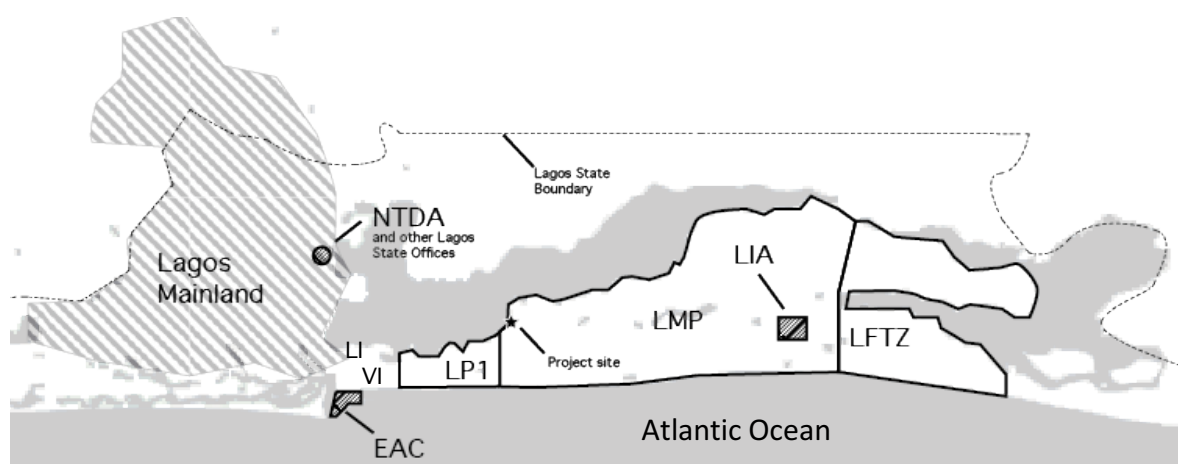 Lagos State
Boundary
NTDA
and other Lagos
State Offices
Lagos
Mainland
LIA
LMP
LFTZ
LI
VI
LP1
Project site
EAC
Atlantic Ocean